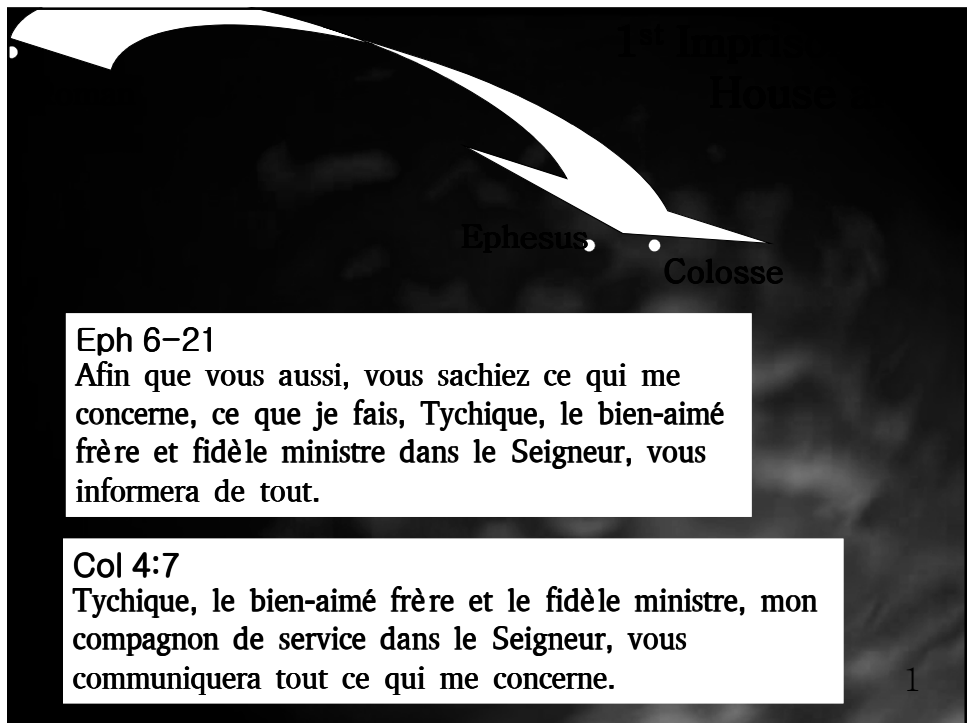 1st Impris
House
Ephesus
Colosse
Eph 6-21
Afin que vous aussi, vous sachiez ce qui me
concerne, ce que je fais, Tychique, le bien-aimé
frère et fidèle ministre dans le Seigneur, vous
informera de tout.
Col 4:7
Tychique, le bien-aimé frère et le fidèle ministre, mon
compagnon de service dans le Seigneur, vous
communiquera tout ce qui me concerne.
1